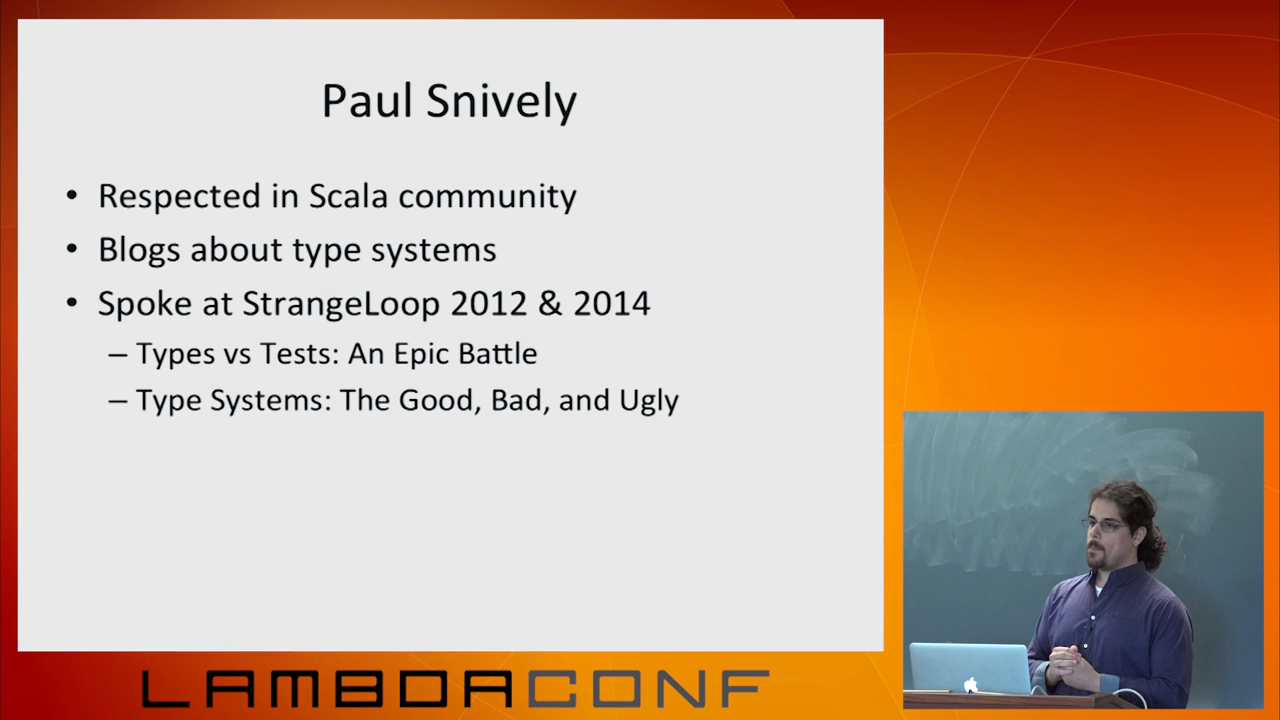 Paul Snively
• Respected in Scala community
• Blogs about type systems
• Spoke at StrangeLoop 2012 & 2014
– Types vs Tests: An Epic Battle
– Type Systems: The Good, Bad, and Ugly
LAMBDACONF